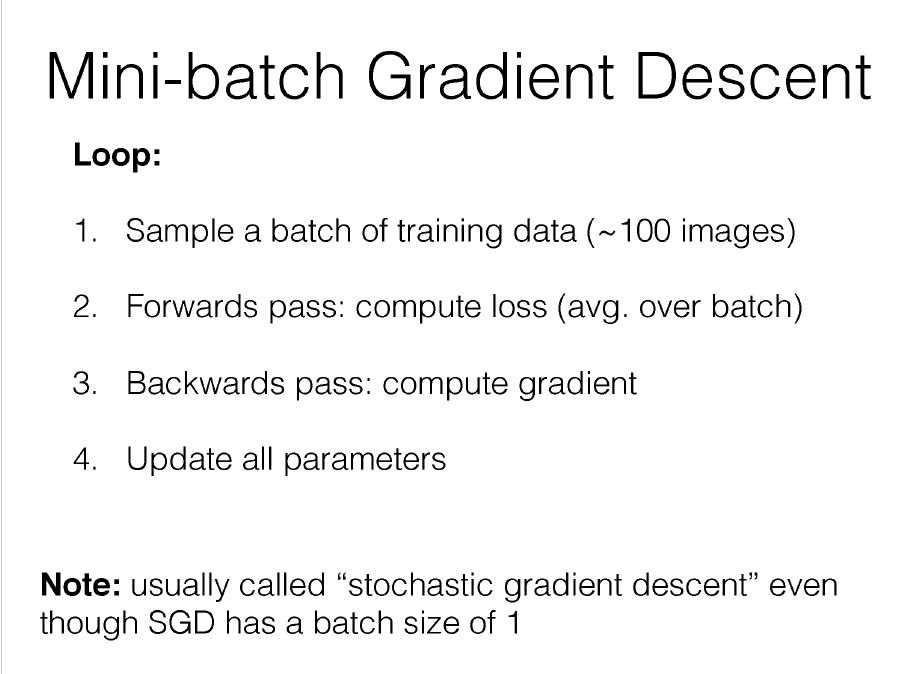 Mini-batch Gradient Descent
Loop:
1. Sample a batch of training data (~100 images)
2. Forwards pass: compute loss (avg. over batch)
3. Backwards pass: compute gradient
4. Update all parameters
Note: usually called “stochastic gradient descent” even
though SGD has a batch size of 1